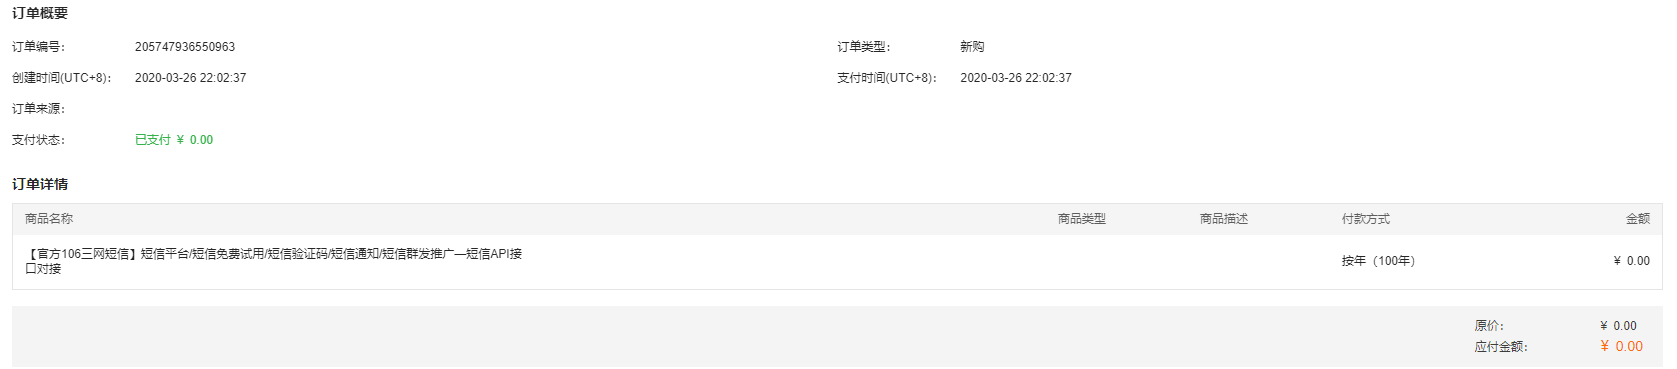 订单概要
订单编号: 205747936550963 订单类型: 新购
创建时间(UTC+8): 2020-03-26 22:02:37 支付时间(UTC+8): 2020-03-26 22:02:37
订单来源:
支付状态: 已支付 ¥ 0.00
订单详情
商品名称 商品类型 商品描述 付款方式 金额
【官方106三网短信】短信平台/短信免费试用/短信验证码/短信通知/短信群发推广—短信API接
口对接 按年（100年） ¥ 0.00
原价: ¥ 0.00
应付金额: ¥ 0.00